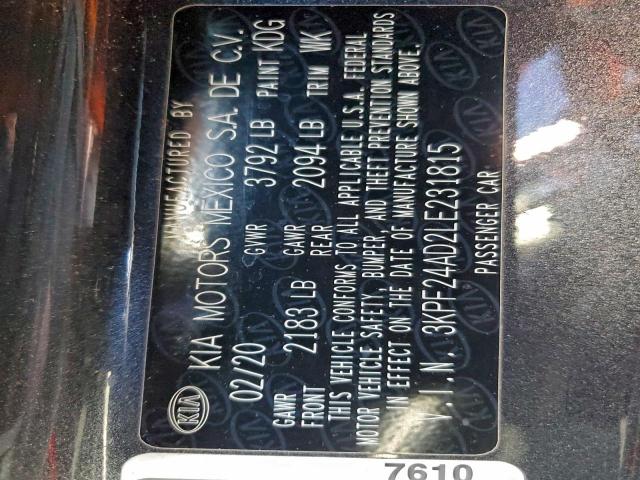 MANUFACTURED BY
KIA KIA MOTORS MEXICO S.A. DE C.V.
02/20 GVWR 3792 LB PAINT KDG
GAWR FRONT 2183 LB GAWR REAR 2094 LB TRIM WK
THIS VEHICLE CONFORMS TO ALL APPLICABLE U.S.A. FEDERAL
MOTOR VEHICLE SAFETY, BUMPER, AND THEFT PREVENTION STANDARDS
IN EFFECT ON THE DATE OF MANUFACTURE SHOWN ABOVE.
V.I.N. 3KPF24AD2LE231815
PASSENGER CAR
7610